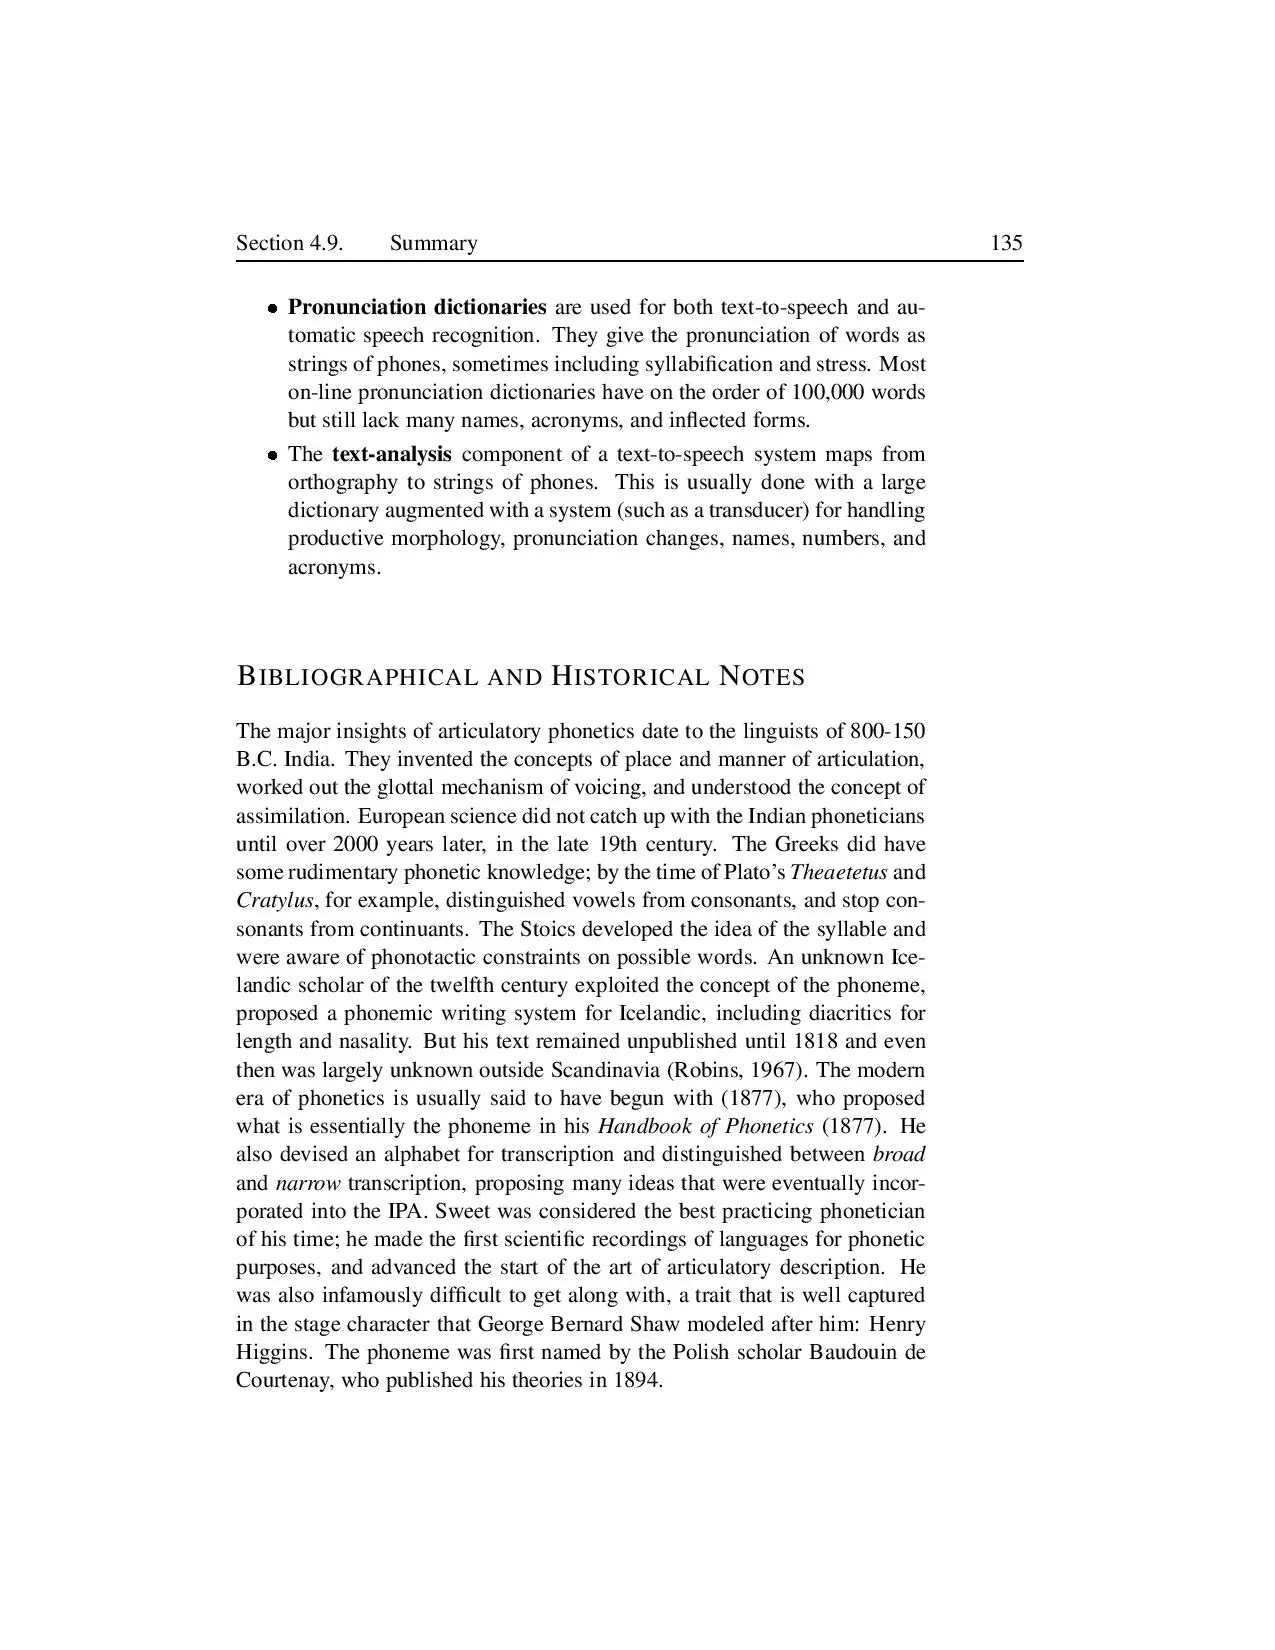 Section 4.9. Summary 135
• Pronunciation dictionaries are used for both text-to-speech and au-
tomatic speech recognition. They give the pronunciation of words as
strings of phones, sometimes including syllabification and stress. Most
on-line pronunciation dictionaries have on the order of 100,000 words
but still lack many names, acronyms, and inflected forms.
• The text-analysis component of a text-to-speech system maps from
orthography to strings of phones. This is usually done with a large
dictionary augmented with a system (such as a transducer) for handling
productive morphology, pronunciation changes, names, numbers, and
acronyms.
BIBLIOGRAPHICAL AND HISTORICAL NOTES
The major insights of articulatory phonetics date to the linguists of 800-150
B.C. India. They invented the concepts of place and manner of articulation,
worked out the glottal mechanism of voicing, and understood the concept of
assimilation. European science did not catch up with the Indian phoneticians
until over 2000 years later, in the late 19th century. The Greeks did have
some rudimentary phonetic knowledge; by the time of Plato's Theaetetus and
Cratylus, for example, distinguished vowels from consonants, and stop con-
sonants from continuants. The Stoics developed the idea of the syllable and
were aware of phonotactic constraints on possible words. An unknown Ice-
landic scholar of the twelfth century exploited the concept of the phoneme,
proposed a phonemic writing system for Icelandic, including diacritics for
length and nasality. But his text remained unpublished until 1818 and even
then was largely unknown outside Scandinavia (Robins, 1967). The modern
era of phonetics is usually said to have begun with (1877), who proposed
what is essentially the phoneme in his Handbook of Phonetics (1877). He
also devised an alphabet for transcription and distinguished between broad
and narrow transcription, proposing many ideas that were eventually incor-
porated into the IPA. Sweet was considered the best practicing phonetician
of his time; he made the first scientific recordings of languages for phonetic
purposes, and advanced the start of the art of articulatory description. He
was also infamously difficult to get along with, a trait that is well captured
in the stage character that George Bernard Shaw modeled after him: Henry
Higgins. The phoneme was first named by the Polish scholar Baudouin de
Courtenay, who published his theories in 1894.